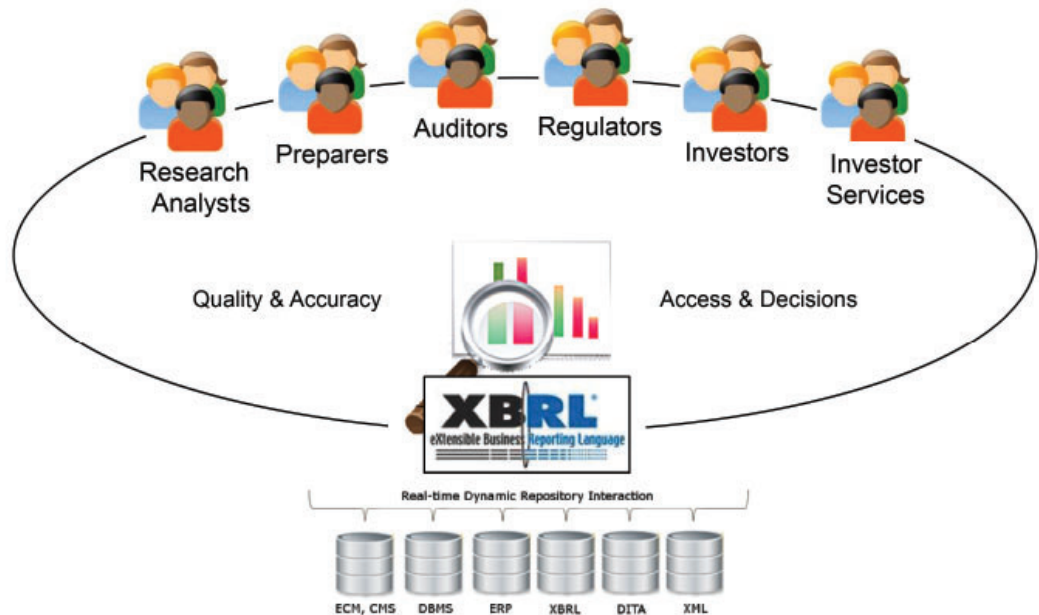 Research
Analysts
Preparers
Auditors
Regulators
Investors
Investor
Services
Quality & Accuracy
Access & Decisions
XBRL®
eXtensible Business Reporting Language
Real-time Dynamic Repository Interaction
ECM, CMS
DBMS
ERP
XBRL
DITA
XML